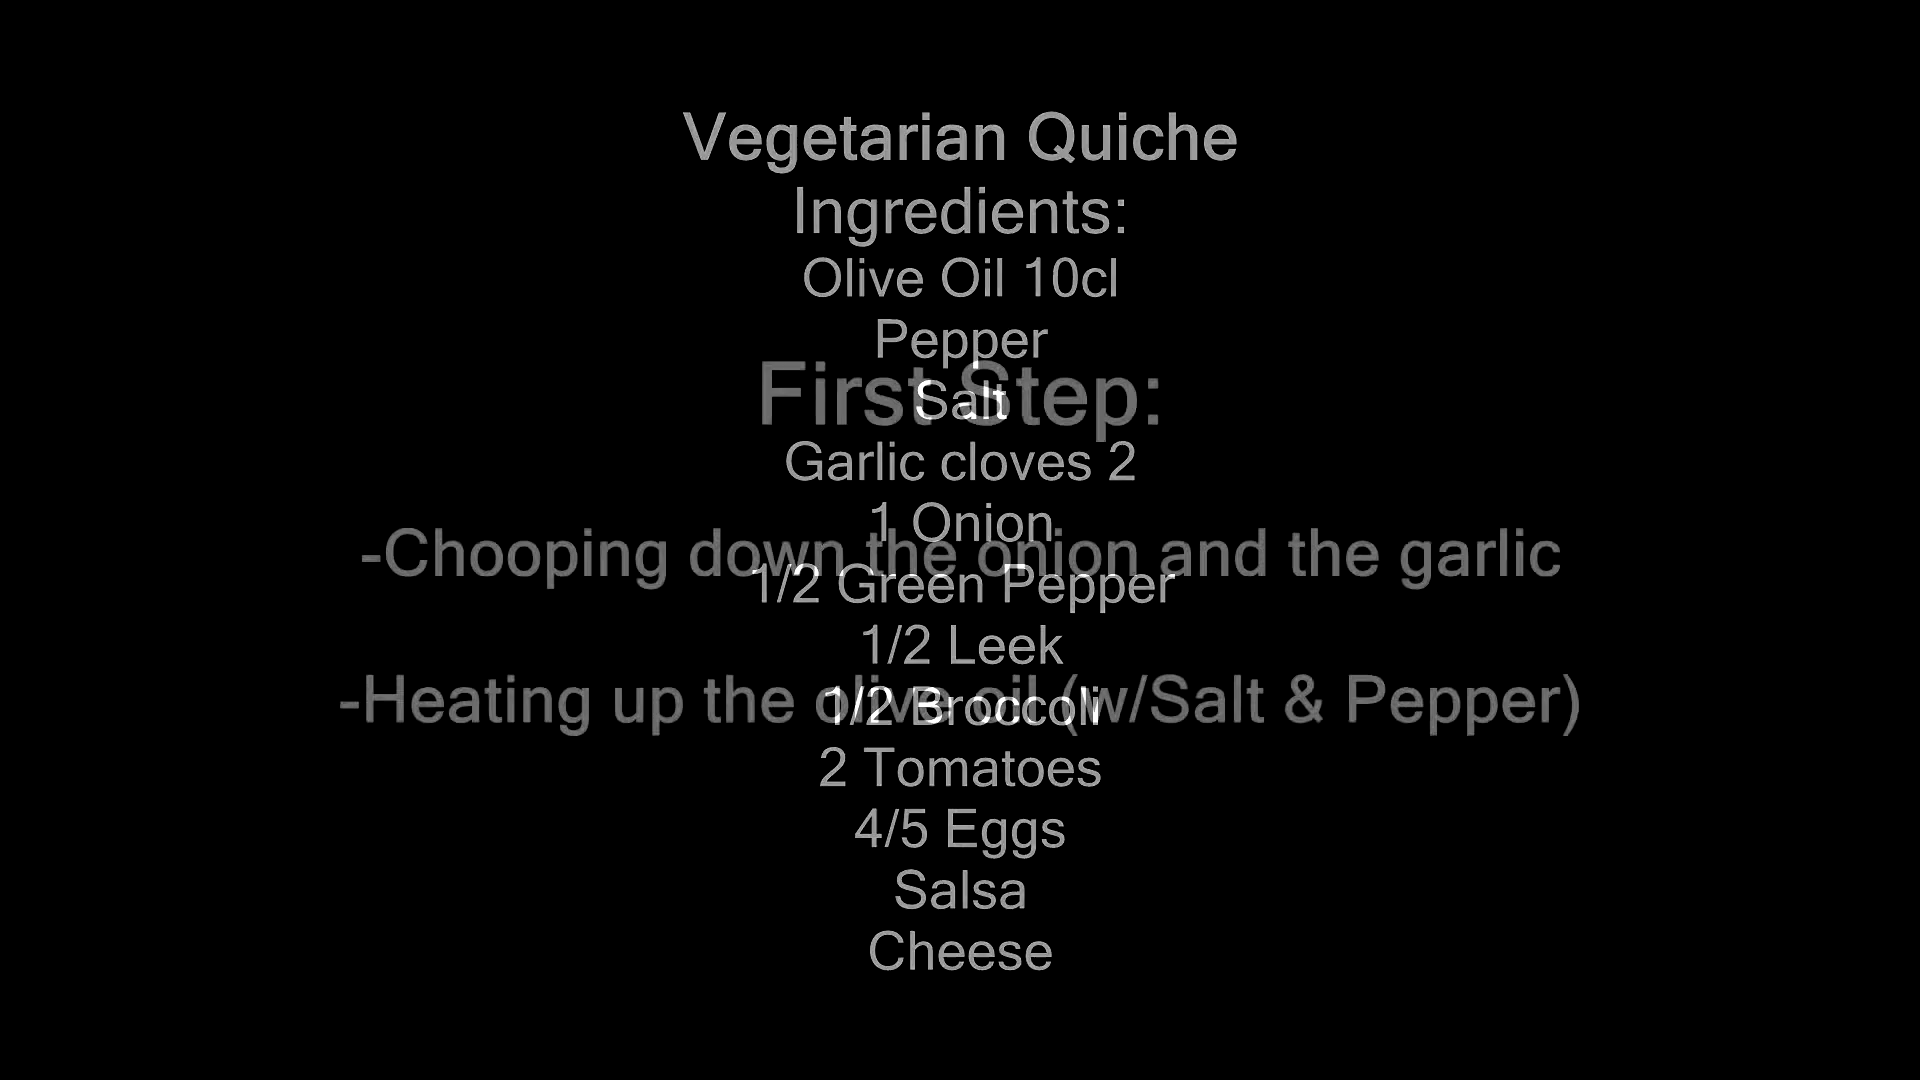 Vegetarian Quiche
Ingredients:
Olive Oil 10cl
Pepper
Salt
Garlic cloves 2
1 Onion
1/2 Green Pepper
1/2 Leek
1/2 Broccoli
2 Tomatoes
4/5 Eggs
Salsa
Cheese
First Step:
-Chooping down the onion and the garlic
-Heating up the olive oil (w/Salt & Pepper)